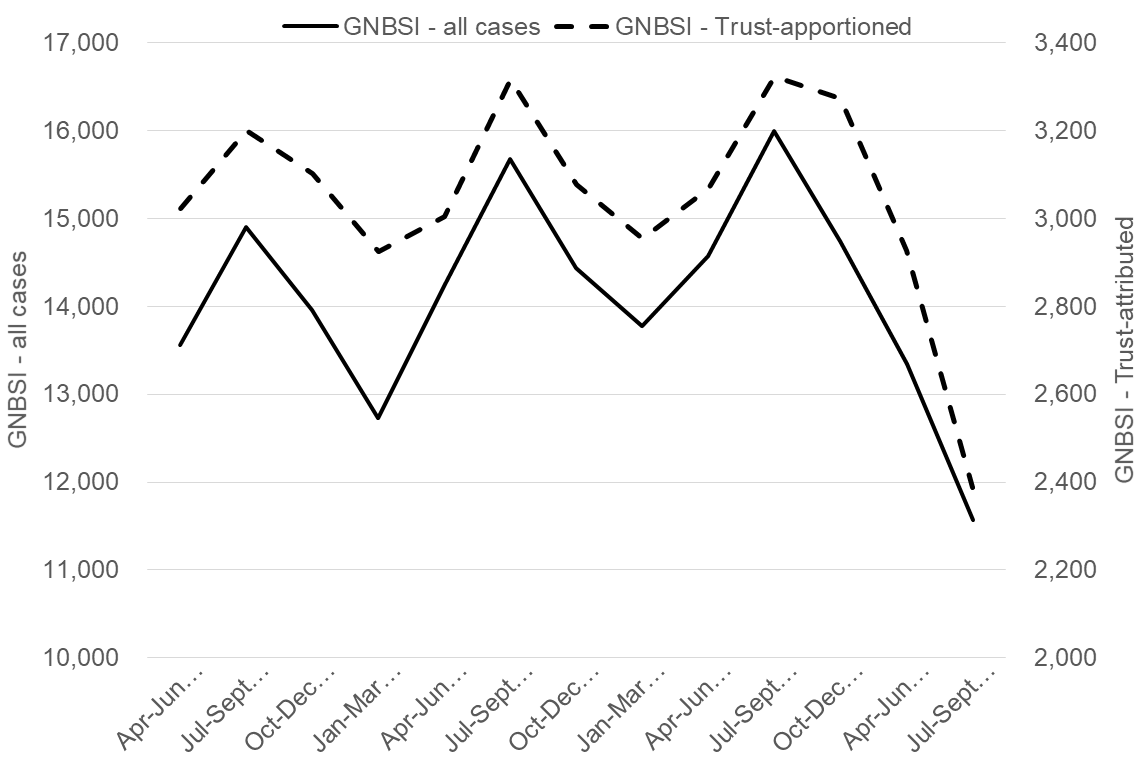 GNBSI - all cases GNBSI - Trust-apportioned
17,000
16,000
15,000
14,000
13,000
12,000
11,000
10,000
GNBSI - all cases
3,400
3,200
3,000
2,800
2,600
2,400
2,200
2,000
GNBSI - Trust-attributed
Apr-Jun…
Jul-Sept…
Oct-Dec…
Jan-Mar…
Apr-Jun…
Jul-Sept…
Oct-Dec…
Jan-Mar…
Apr-Jun…
Jul-Sept…
Oct-Dec…
Apr-Jun…
Jul-Sept…